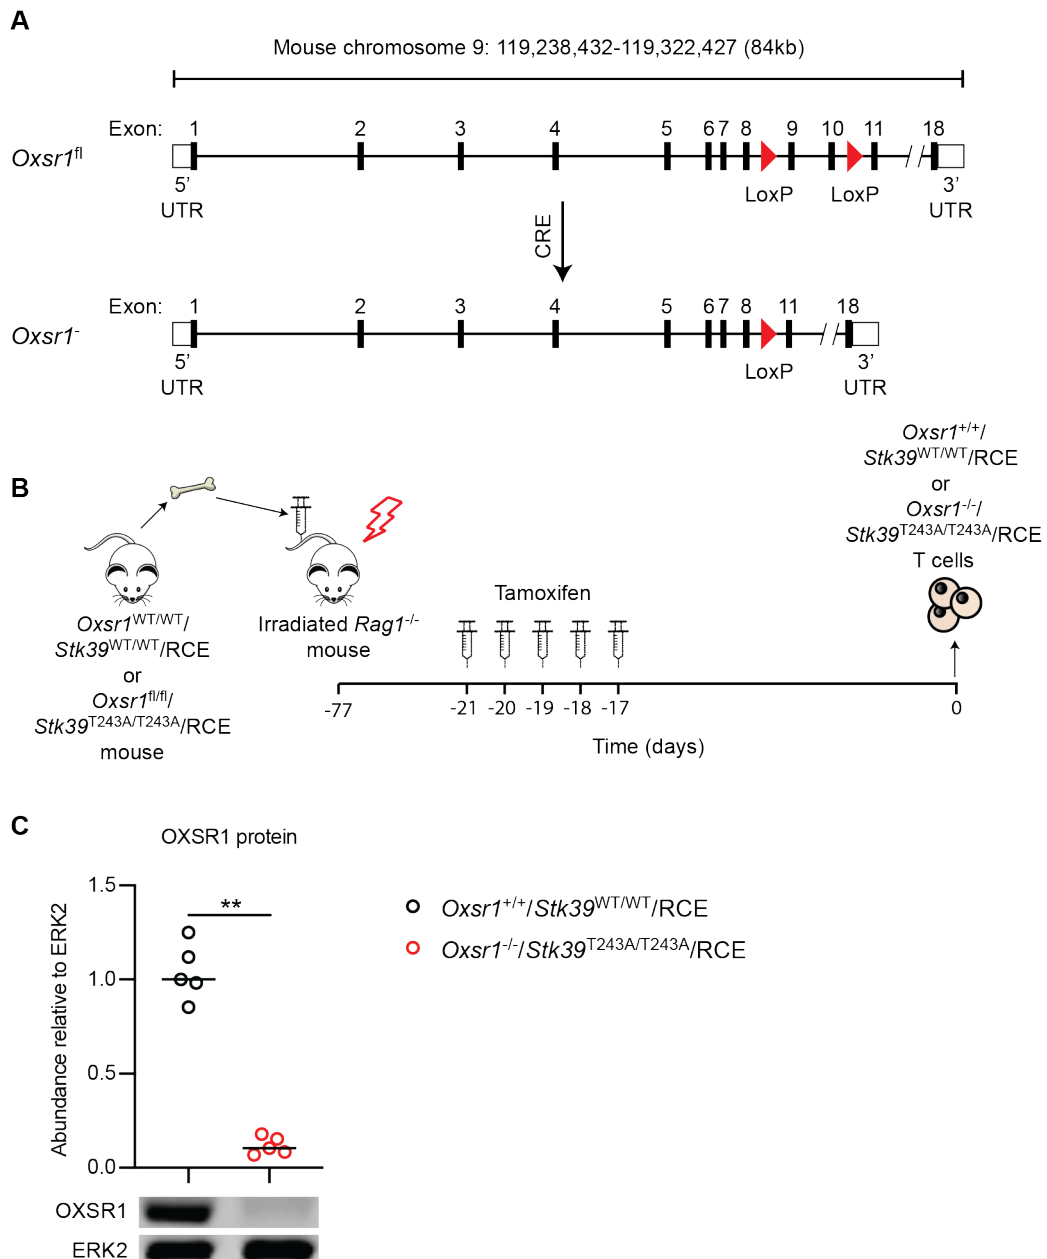 A
Mouse chromosome 9: 119,238,432-119,322,427 (84kb)
Exon: 1 2 3 4 5 6 7 8 9 10 11 18
Oxsr1fl
5’ LoxP LoxP 3’
UTR UTR
CRE
Exon: 1 2 3 4 5 6 7 8 11 18
Oxsr1-
5’ LoxP 3’
UTR UTR
B
Oxsr1WT/WT/
Stk39WT/WT/RCE
or
Oxsr1fl/fl/
Stk39T243A/T243A/RCE
mouse
Irradiated Rag1-/-
mouse
Tamoxifen
-77 -21 -20 -19 -18 -17 0
Time (days)
Oxsr1+/+/
Stk39WT/WT/RCE
or
Oxsr1-/-/
Stk39T243A/T243A/RCE
T cells
C
OXSR1 protein
Abundance relative to ERK2
1.5
1.0
0.5
0.0
**
Oxsr1+/+/Stk39WT/WT/RCE
Oxsr1-/-/Stk39T243A/T243A/RCE
OXSR1
ERK2